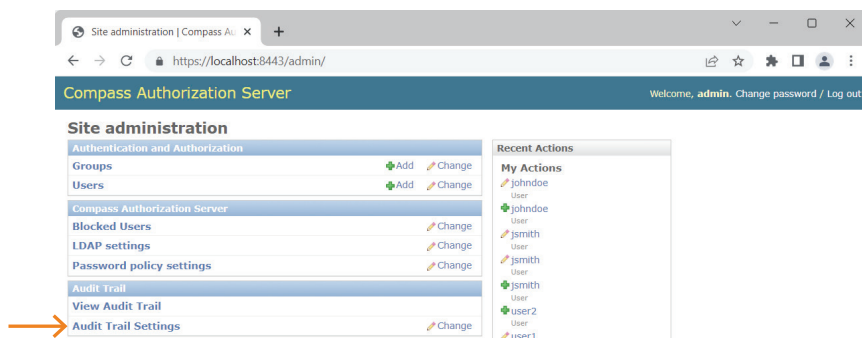 Site administration | Compass Au
https://localhost:8443/admin/
Compass Authorization Server
Welcome, admin. Change password / Log out
Site administration
Authentication and Authorization
Groups Add Change
Users Add Change
Compass Authorization Server
Blocked Users Change
LDAP settings Change
Password policy settings Change
Audit Trail
View Audit Trail
Audit Trail Settings Change
Recent Actions
My Actions
johndoe
User
johndoe
User
jsmith
User
jsmith
User
jsmith
User
user2
User
user1